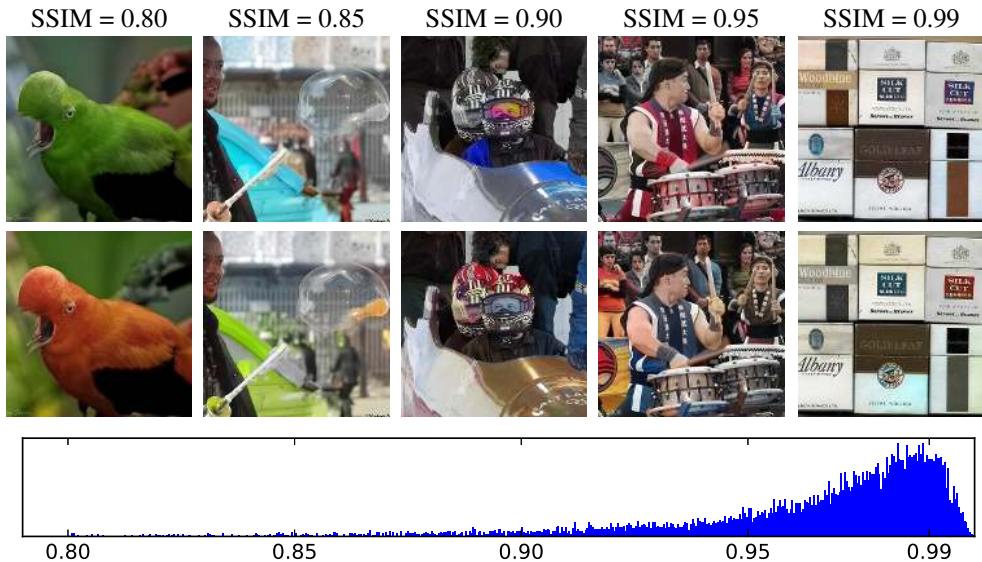 SSIM = 0.80
SSIM = 0.85
SSIM = 0.90
SSIM = 0.95
SSIM = 0.99
Woodbine
SILK
CUT
SILK
CUT
Albany
GOLD LEAF
Woodbine
SILK
CUT
SILK
CUT
Albany
GOLD LEAF
0.80
0.85
0.90
0.95
0.99